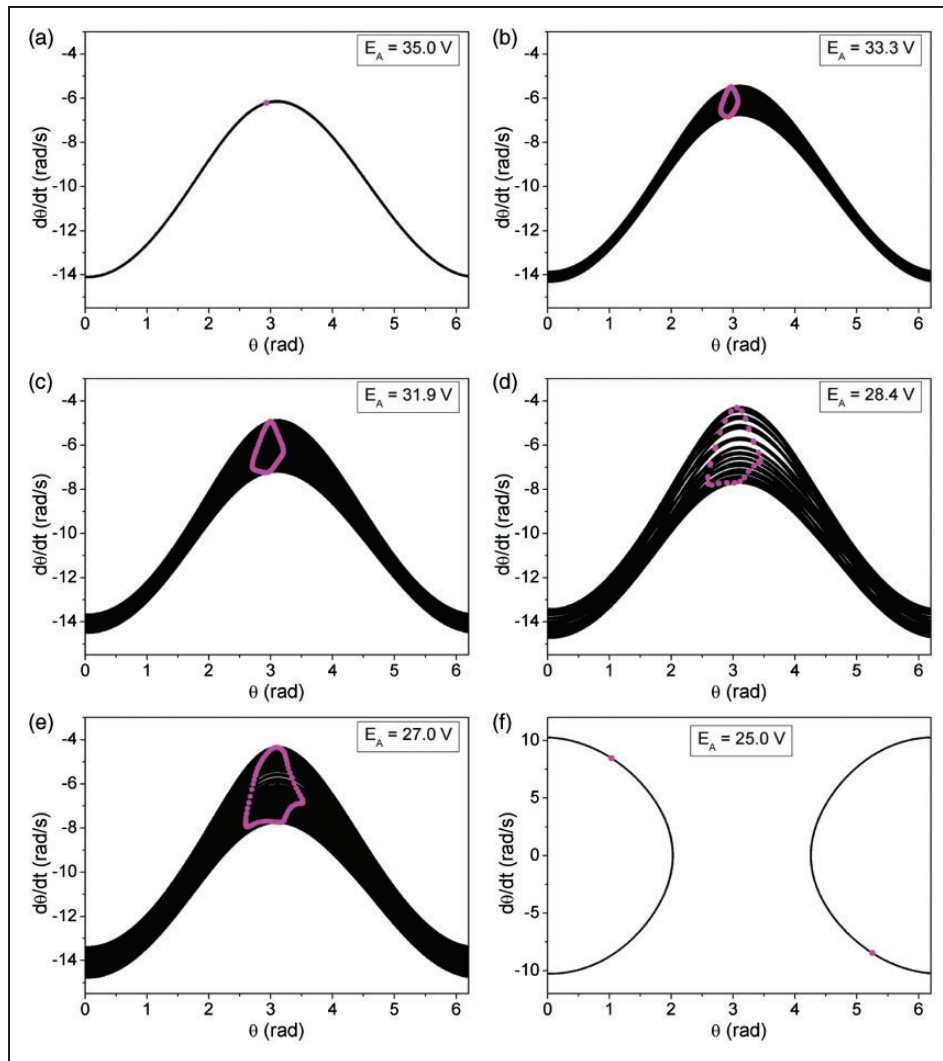 (a)
E_A = 35.0 V
-4
-6
-8
-10
-12
-14
dθ/dt (rad/s)
0 1 2 3 4 5 6
θ (rad)
(b)
E_A = 33.3 V
-4
-6
-8
-10
-12
-14
dθ/dt (rad/s)
0 1 2 3 4 5 6
θ (rad)
(c)
E_A = 31.9 V
-4
-6
-8
-10
-12
-14
dθ/dt (rad/s)
0 1 2 3 4 5 6
θ (rad)
(d)
E_A = 28.4 V
-4
-6
-8
-10
-12
-14
dθ/dt (rad/s)
0 1 2 3 4 5 6
θ (rad)
(e)
E_A = 27.0 V
-4
-6
-8
-10
-12
-14
dθ/dt (rad/s)
0 1 2 3 4 5 6
θ (rad)
(f)
E_A = 25.0 V
10
5
0
-5
-10
dθ/dt (rad/s)
0 1 2 3 4 5 6
θ (rad)